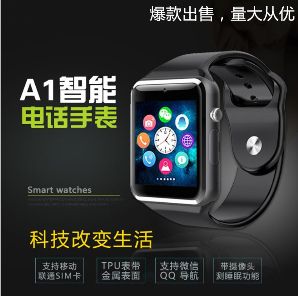 爆款出售，量大从优
A1智能
电话手表
Smart watches
科技改变生活
支持移动
联通SIM卡
TPU表带
金属表面
支持微信
QQ 导航
带摄像头
刻睡眠功能